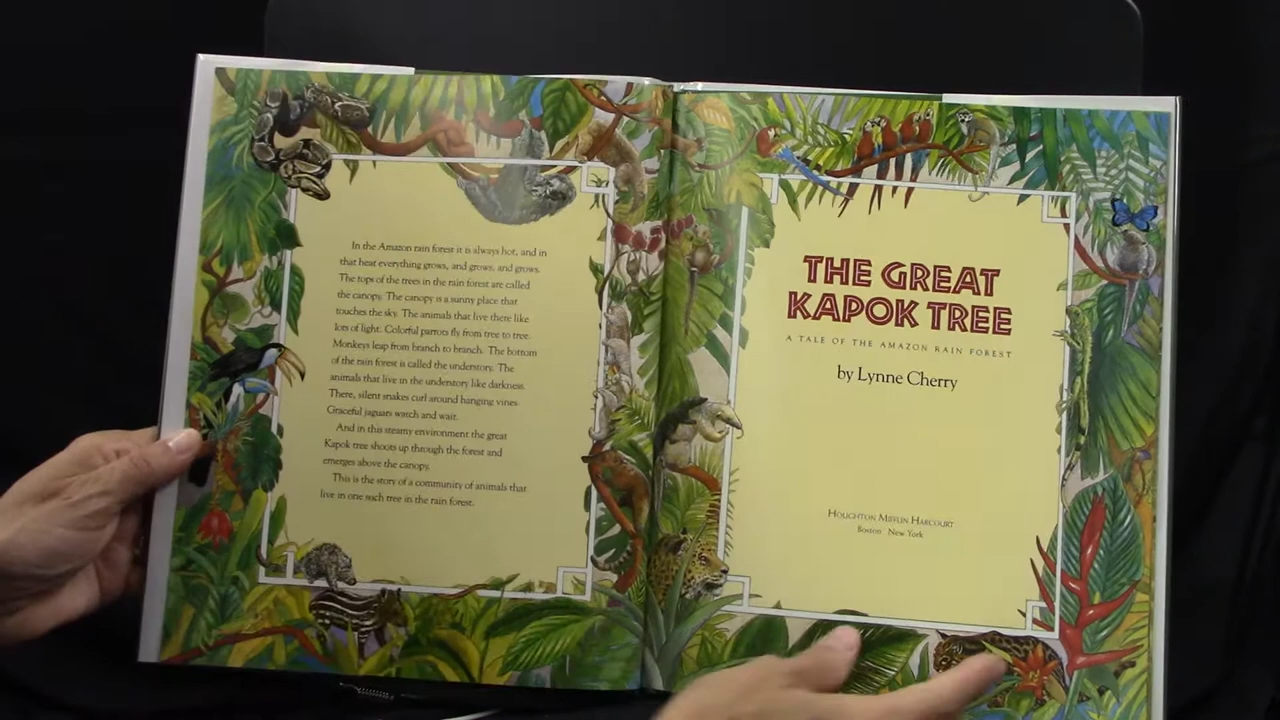 In the Amazon rain forest it is always hot, and in
that heat everything grows, and grows, and grows.
The tops of the trees in the rain forest are called
the canopy. The canopy is a sunny place that
touches the sky. The animals that live there like
lots of light. Colorful parrots fly from tree to tree.
Monkeys leap from branch to branch. The bottom
of the rain forest is called the understory. The
animals that live in the understory like darkness.
There, silent snakes curl around hanging vines.
Graceful jaguars watch and wait.
And in this steamy environment the great
Kapok tree shoots up through the forest and
emerges above the canopy.
This is the story of a community of animals that
live in one such tree in the rain forest.
THE GREAT
KAPOK TREE
A TALE OF THE AMAZON RAIN FOREST
by Lynne Cherry
HOUGHTON MIFFLIN HARCOURT
Boston New York